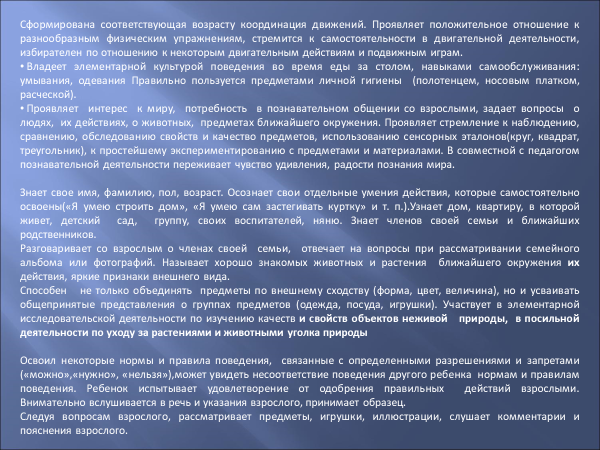 Сформирована соответствующая возрасту координация движений. Проявляет положительное отношение к
разнообразным физическим упражнениям, стремится к самостоятельности в двигательной деятельности,
избирателен по отношению к некоторым двигательным действиям и подвижным играм.
• Владеет элементарной культурой поведения во время еды за столом, навыками самообслуживания:
умывания, одевания Правильно пользуется предметами личной гигиены (полотенцем, носовым платком,
расческой).
• Проявляет интерес к миру, потребность в познавательном общении со взрослыми, задает вопросы о
людях, их действиях, о животных, предметах ближайшего окружения. Проявляет стремление к наблюдению,
сравнению, обследованию свойств и качество предметов, использованию сенсорных эталонов(круг, квадрат,
треугольник), к простейшему экспериментированию с предметами и материалами. В совместной с педагогом
познавательной деятельности переживает чувство удивления, радости познания мира.
Знает свое имя, фамилию, пол, возраст. Осознает свои отдельные умения действия, которые самостоятельно
освоены(«Я умею строить дом», «Я умею сам застегивать куртку» и т. п.).Узнает дом, квартиру, в которой
живет, детский сад, группу, своих воспитателей, няню. Знает членов своей семьи и ближайших
родственников.
Разговаривает со взрослым о членах своей семьи, отвечает на вопросы при рассматривании семейного
альбома или фотографий. Называет хорошо знакомых животных и растения ближайшего окружения их
действия, яркие признаки внешнего вида.
Способен не только объединять предметы по внешнему сходству (форма, цвет, величина), но и усваивать
общепринятые представления о группах предметов (одежда, посуда, игрушки). Участвует в элементарной
исследовательской деятельности по изучению качеств и свойств объектов неживой природы, в посильной
деятельности по уходу за растениями и животными уголка природы
Освоил некоторые нормы и правила поведения, связанные с определенными разрешениями и запретами
(«можно»,«нужно», «нельзя»),может увидеть несоответствие поведения другого ребенка нормам и правилам
поведения. Ребенок испытывает удовлетворение от одобрения правильных действий взрослыми.
Внимательно вслушивается в речь и указания взрослого, принимает образец.
Следуя вопросам взрослого, рассматривает предметы, игрушки, иллюстрации, слушает комментарии и
пояснения взрослого.